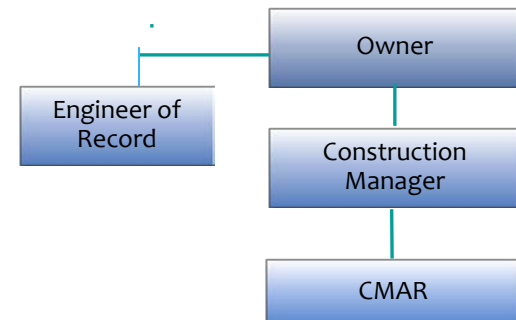 Owner
Engineer of
Record
Construction
Manager
CMAR